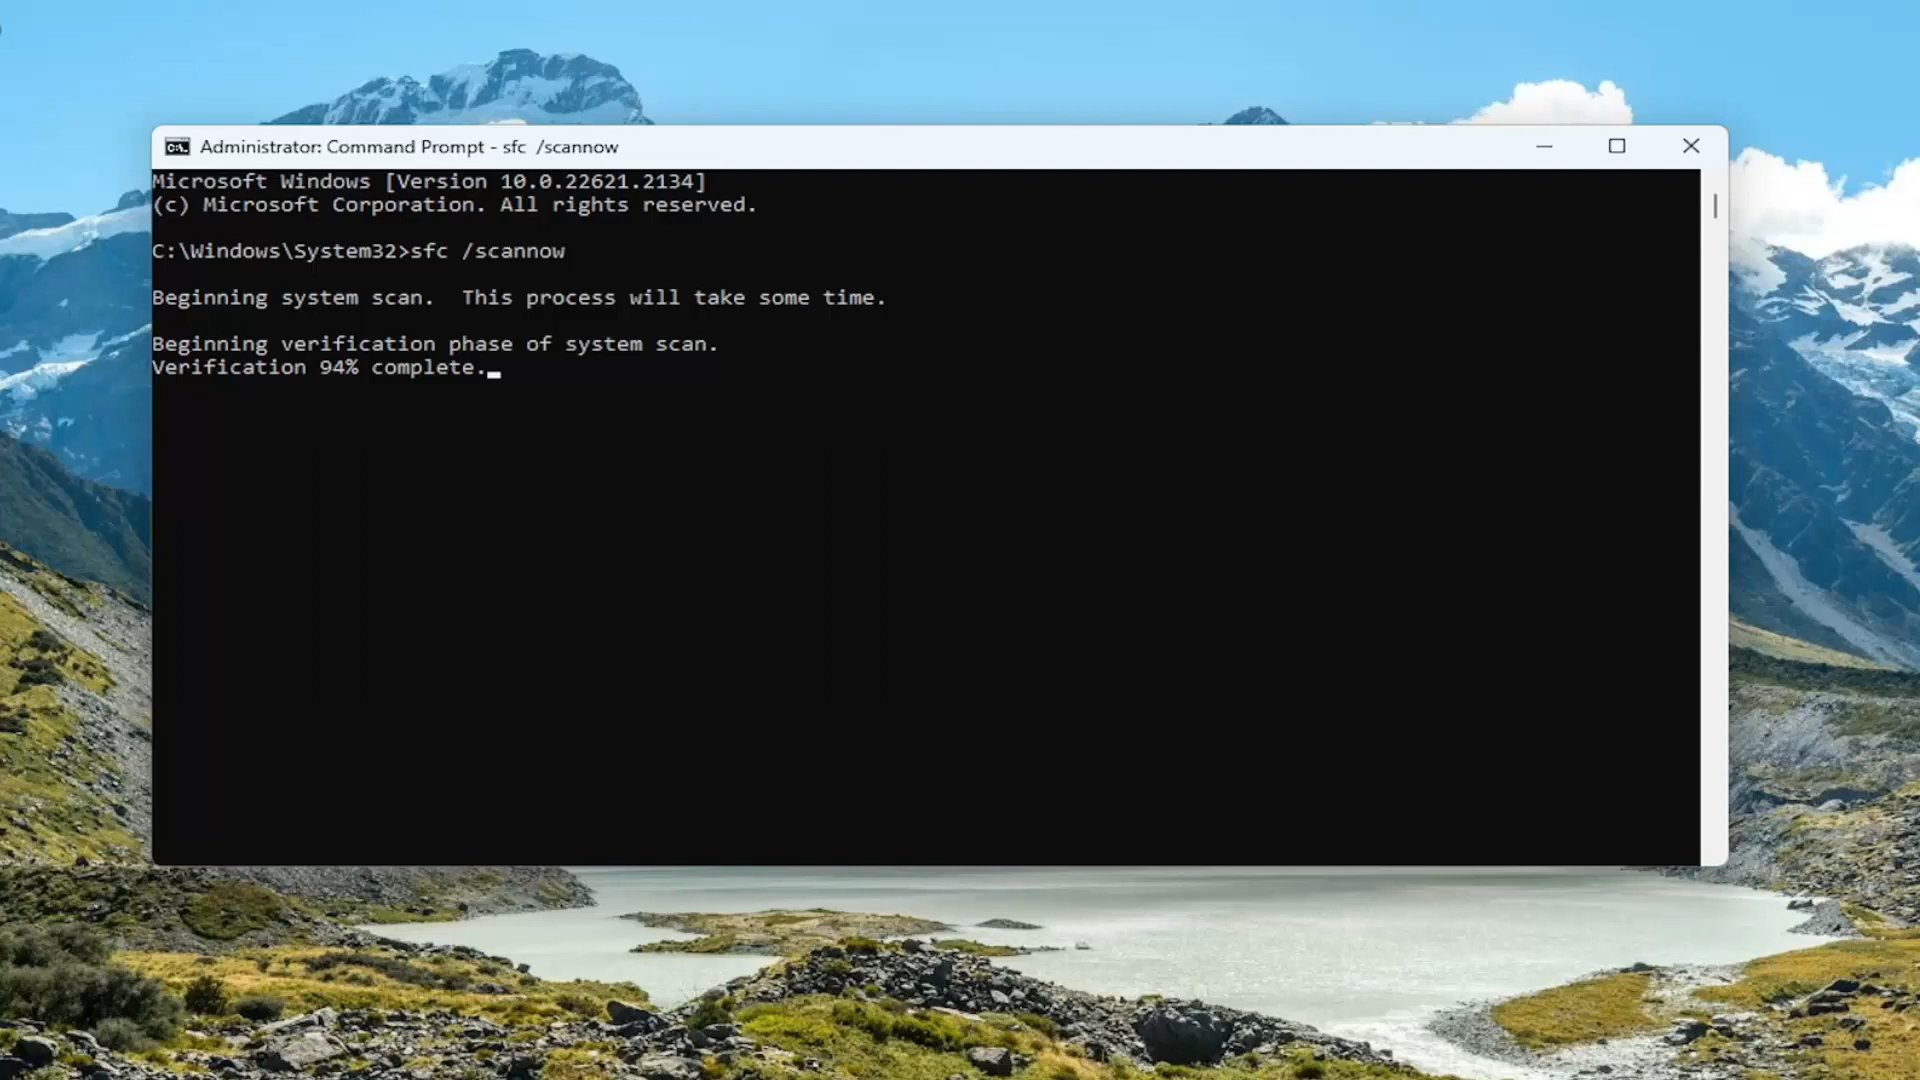 Administrator: Command Prompt - sfc  /scannow
Microsoft Windows [Version 10.0.22621.2134]
(c) Microsoft Corporation. All rights reserved.
C:\Windows\System32>sfc /scannow
Beginning system scan.  This process will take some time.
Beginning verification phase of system scan.
Verification 94% complete.